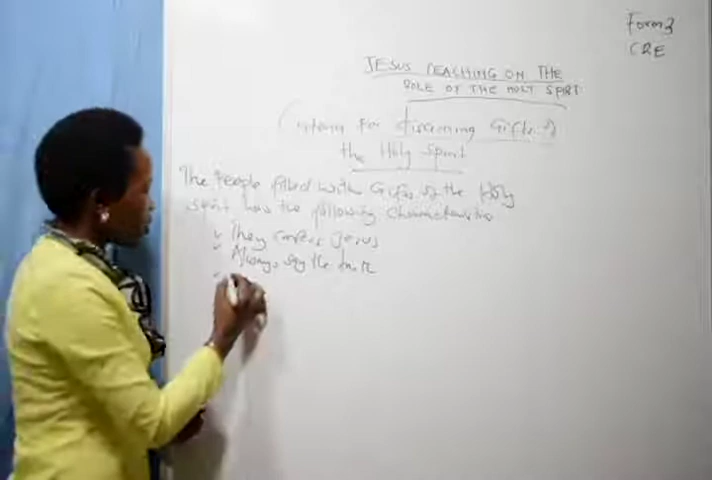 Form 3
CRE
JESUS TEACHING ON THE
ROLE OF THE HOLY SPIRIT
Criteria for discerning Gifts of
the Holy Spirit
The People filled with Gifts of the Holy
Spirit has the following Characteristics
They confess Jesus
Always say the truth